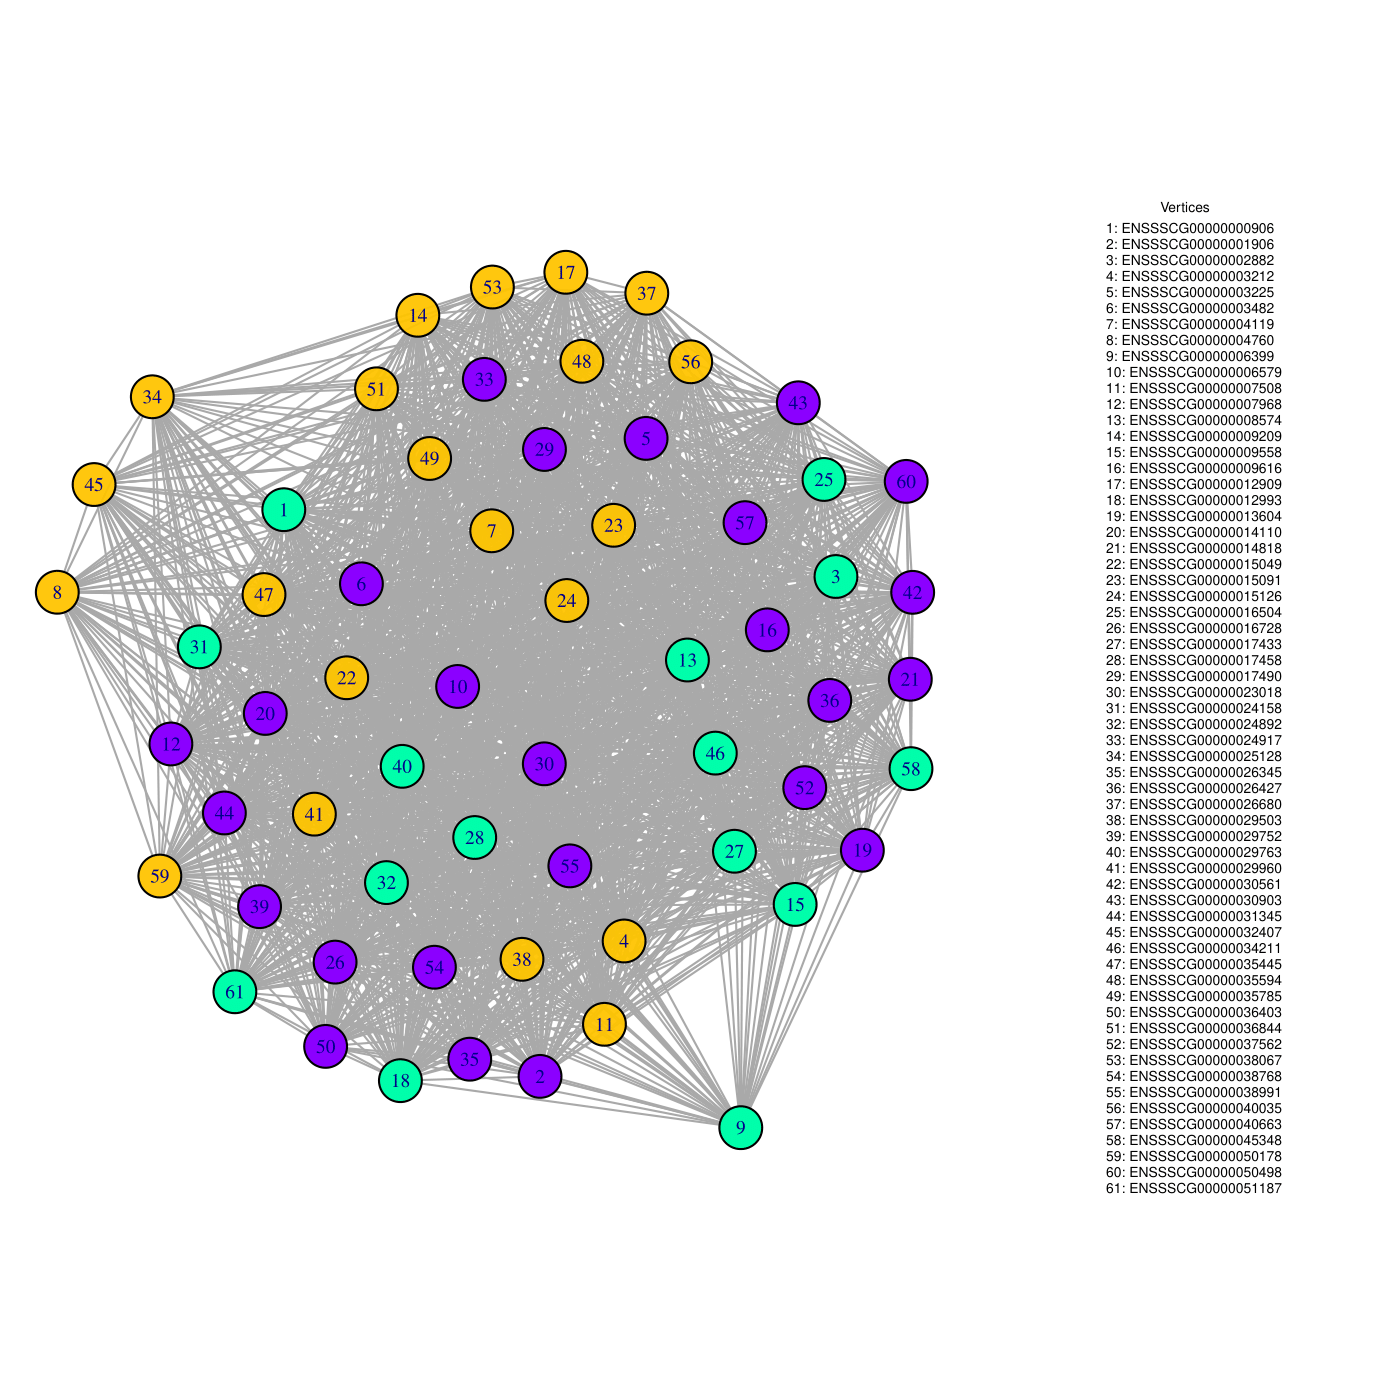 17
53
37
14
48
56
33
51
34
43
5
29
49
25
60
45
1
57
23
7
3
6
42
8
47
24
16
31
13
22
21
10
36
20
12
46
30
40
58
52
44
41
28
19
27
55
59
32
15
39
4
38
26
54
61
11
50
35
2
18
9
Vertices
1: ENSSSCG00000000906
2: ENSSSCG00000001906
3: ENSSSCG00000002882
4: ENSSSCG00000003212
5: ENSSSCG00000003225
6: ENSSSCG00000003482
7: ENSSSCG00000004119
8: ENSSSCG00000004760
9: ENSSSCG00000006399
10: ENSSSCG00000006579
11: ENSSSCG00000007508
12: ENSSSCG00000007968
13: ENSSSCG00000008574
14: ENSSSCG00000009209
15: ENSSSCG00000009558
16: ENSSSCG00000009616
17: ENSSSCG00000012909
18: ENSSSCG00000012993
19: ENSSSCG00000013604
20: ENSSSCG00000014110
21: ENSSSCG00000014818
22: ENSSSCG00000015049
23: ENSSSCG00000015091
24: ENSSSCG00000015126
25: ENSSSCG00000016504
26: ENSSSCG00000016728
27: ENSSSCG00000017433
28: ENSSSCG00000017458
29: ENSSSCG00000017490
30: ENSSSCG00000023018
31: ENSSSCG00000024158
32: ENSSSCG00000024892
33: ENSSSCG00000024917
34: ENSSSCG00000025128
35: ENSSSCG00000026345
36: ENSSSCG00000026427
37: ENSSSCG00000026680
38: ENSSSCG00000029503
39: ENSSSCG00000029752
40: ENSSSCG00000029763
41: ENSSSCG00000029960
42: ENSSSCG00000030561
43: ENSSSCG00000030903
44: ENSSSCG00000031345
45: ENSSSCG00000032407
46: ENSSSCG00000034211
47: ENSSSCG00000035445
48: ENSSSCG00000035594
49: ENSSSCG00000035785
50: ENSSSCG00000036403
51: ENSSSCG00000036844
52: ENSSSCG00000037562
53: ENSSSCG00000038067
54: ENSSSCG00000038768
55: ENSSSCG00000038991
56: ENSSSCG00000040035
57: ENSSSCG00000040663
58: ENSSSCG00000045348
59: ENSSSCG00000050178
60: ENSSSCG00000050498
61: ENSSSCG00000051187